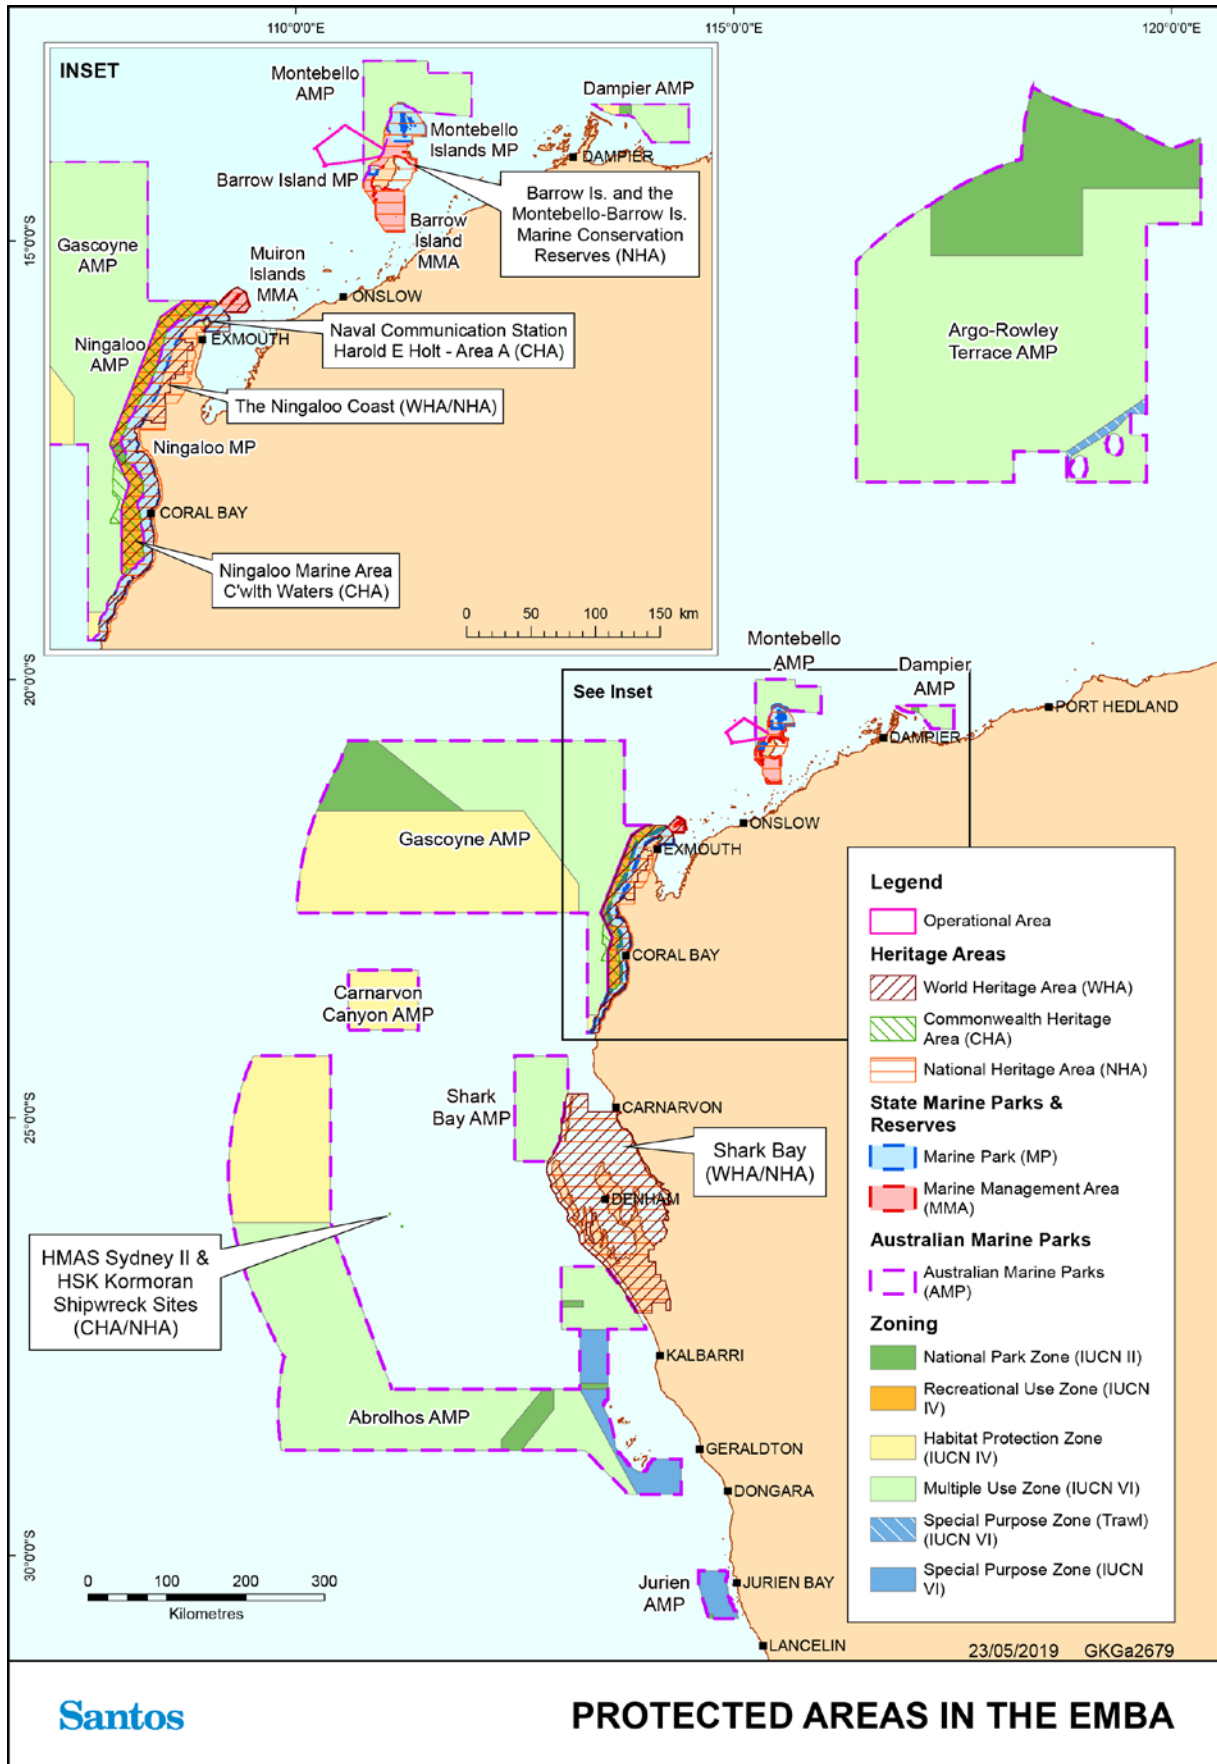 110°0'0"E
115°0'0"E
120°0'0"E
15°0'0"S
20°0'0"S
25°0'0"S
30°0'0"S
INSET
Montebello
AMP
Dampier AMP
Montebello
Islands MP
DAMPIER
Barrow Island MP
Barrow Is. and the
Montebello-Barrow Is.
Marine Conservation
Reserves (NHA)
Barrow
Island
MMA
Gascoyne
AMP
Muiron
Islands
MMA
ONSLOW
Naval Communication Station
Harold E Holt - Area A (CHA)
Ningaloo
AMP
EXMOUTH
The Ningaloo Coast (WHA/NHA)
Ningaloo MP
CORAL BAY
Ningaloo Marine Area
C'wlth Waters (CHA)
0 50 100 150 km
Argo-Rowley
Terrace AMP
Montebello
AMP
Dampier
AMP
See Inset
PORT HEDLAND
DAMPIER
ONSLOW
Gascoyne AMP
EXMOUTH
CORAL BAY
Carnarvon
Canyon AMP
Shark
Bay AMP
CARNARVON
Shark Bay
(WHA/NHA)
DENHAM
HMAS Sydney II &
HSK Kormoran
Shipwreck Sites
(CHA/NHA)
KALBARRI
Abrolhos AMP
GERALDTON
DONGARA
Jurien
AMP
JURIEN BAY
LANCELIN
0 100 200 300
Kilometres
Legend
Operational Area
Heritage Areas
World Heritage Area (WHA)
Commonwealth Heritage
Area (CHA)
National Heritage Area (NHA)
State Marine Parks &
Reserves
Marine Park (MP)
Marine Management Area
(MMA)
Australian Marine Parks
Australian Marine Parks
(AMP)
Zoning
National Park Zone (IUCN II)
Recreational Use Zone (IUCN
IV)
Habitat Protection Zone
(IUCN IV)
Multiple Use Zone (IUCN VI)
Special Purpose Zone (Trawl)
(IUCN VI)
Special Purpose Zone (IUCN
VI)
23/05/2019 GKGa2679
Santos
PROTECTED AREAS IN THE EMBA